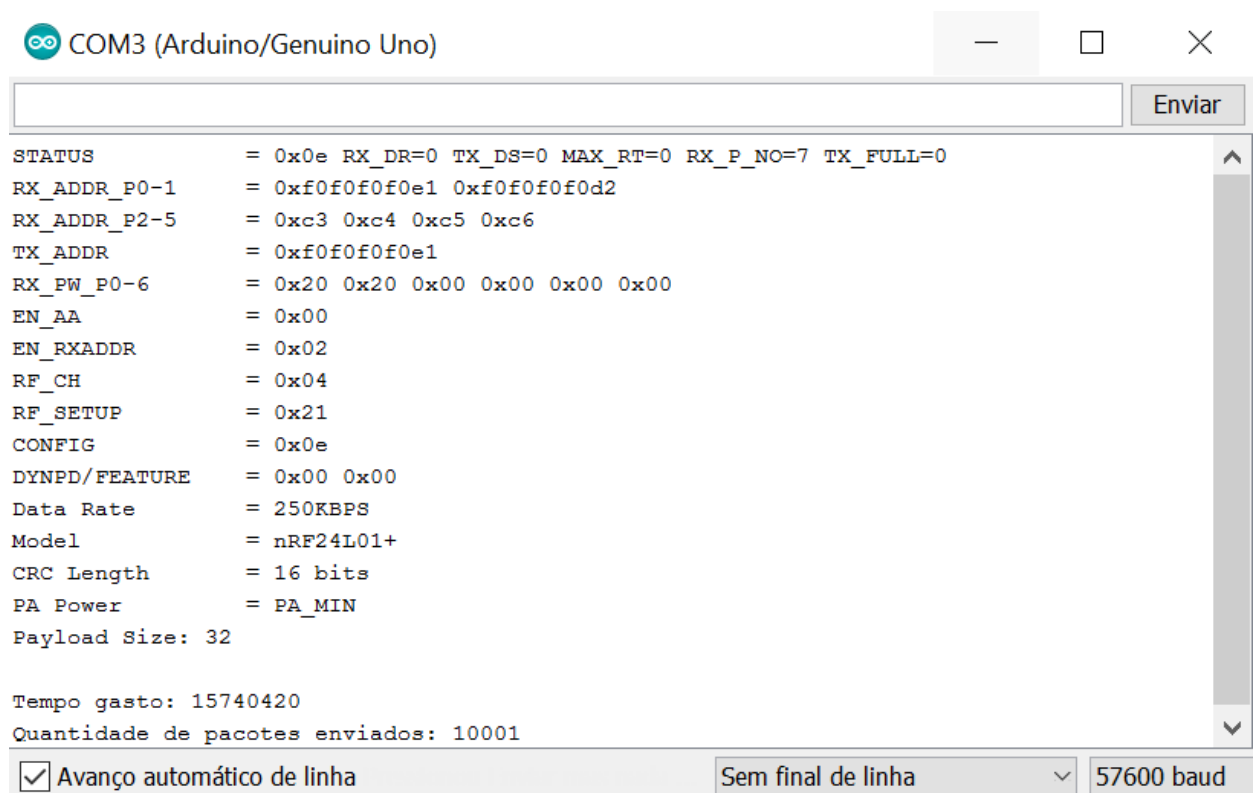 COM3 (Arduino/Genuino Uno)
Enviar
STATUS = 0x0e RX_DR=0 TX_DS=0 MAX_RT=0 RX_P_NO=7 TX_FULL=0
RX_ADDR_P0-1 = 0xf0f0f0f0e1 0xf0f0f0f0d2
RX_ADDR_P2-5 = 0xc3 0xc4 0xc5 0xc6
TX_ADDR = 0xf0f0f0f0e1
RX_PW_P0-6 = 0x20 0x20 0x00 0x00 0x00 0x00
EN_AA = 0x00
EN_RXADDR = 0x02
RF_CH = 0x04
RF_SETUP = 0x21
CONFIG = 0x0e
DYNPD/FEATURE = 0x00 0x00
Data Rate = 250KBPS
Model = nRF24L01+
CRC Length = 16 bits
PA Power = PA_MIN
Payload Size: 32
Tempo gasto: 15740420
Quantidade de pacotes enviados: 10001
Avanço automático de linha Sem final de linha 57600 baud